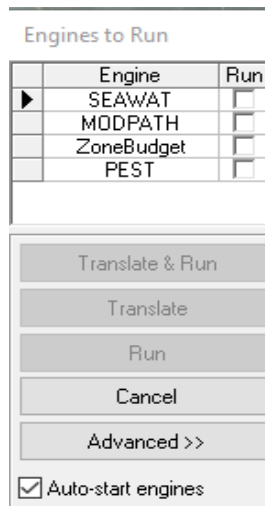 Engines to Run
Engine Run
SEAWAT
MODPATH
ZoneBudget
PEST
Translate & Run
Translate
Run
Cancel
Advanced >>
Auto-start engines